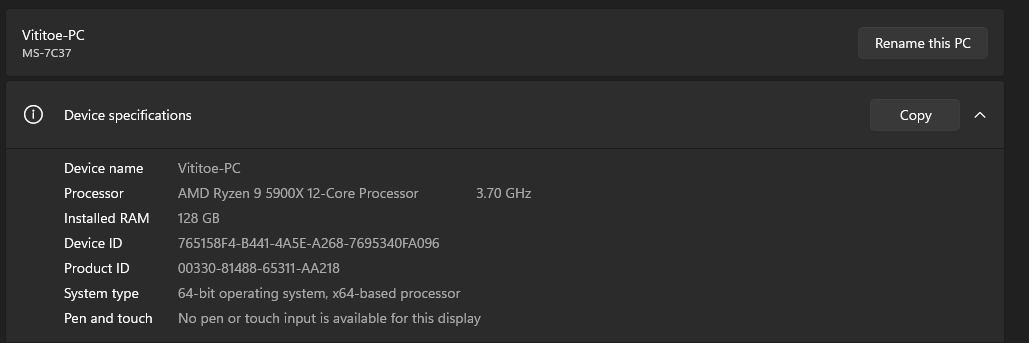 Vititoe-PC
MS-7C37
Rename this PC
Device specifications
Copy
Device name Vititoe-PC
Processor AMD Ryzen 9 5900X 12-Core Processor 3.70 GHz
Installed RAM 128 GB
Device ID 765158F4-B441-4A5E-A268-7695340FA096
Product ID 00330-81488-65311-AA218
System type 64-bit operating system, x64-based processor
Pen and touch No pen or touch input is available for this display